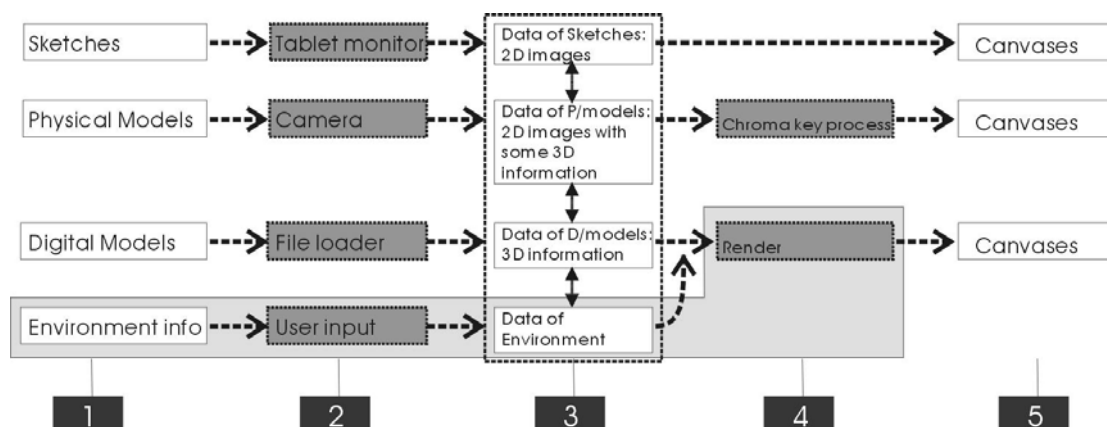 Sketches
Tablet monitor
Data of Sketches:
2D images
Canvases
Physical Models
Camera
Data of P/models:
2D images with
some 3D
information
Chroma key process
Canvases
Digital Models
File loader
Data of D/models:
3D information
Render
Canvases
Environment info
User input
Data of
Environment
1
2
3
4
5